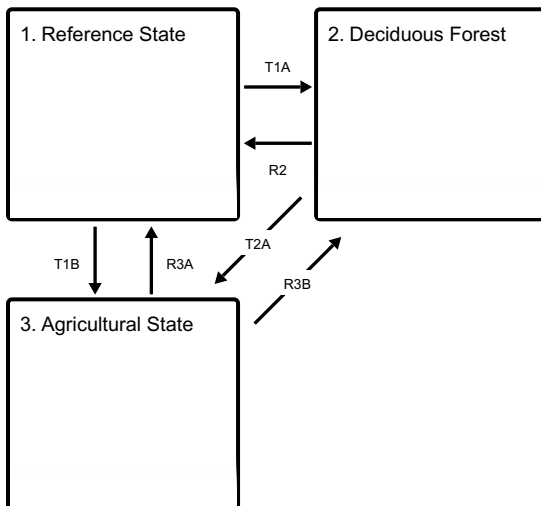 1. Reference State
2. Deciduous Forest
T1A
R2
T1B
R3A
T2A
R3B
3. Agricultural State